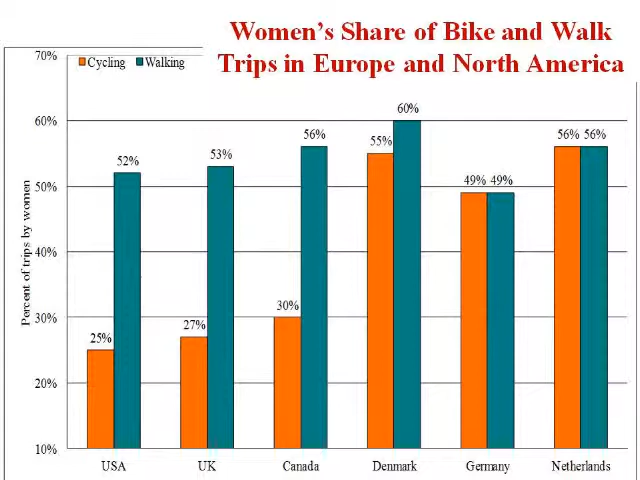 Women's Share of Bike and Walk
Trips in Europe and North America
Cycling Walking
Percent of trips by women
70%
60%
50%
40%
30%
20%
10%
25% 52%
27% 53%
30% 56%
55% 60%
49% 49%
56% 56%
USA UK Canada Denmark Germany Netherlands